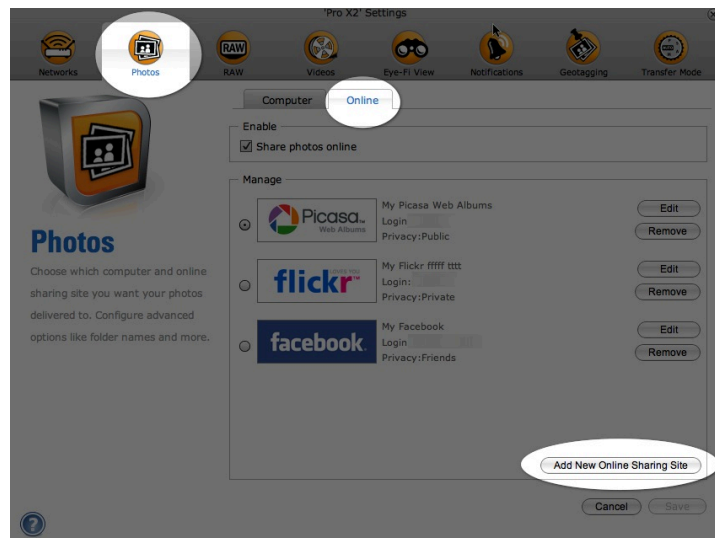 'Pro X2' Settings
Networks
Photos
RAW
RAW
Videos
Eye-Fi View
Notifications
Geotagging
Transfer Mode
Computer
Online
Enable
Share photos online
Manage
Picasa™
Web Albums
My Picasa Web Albums
Login
Privacy:Public
Edit
Remove
flickr™
My Flickr fffff tttt
Login:
Privacy:Private
Edit
Remove
facebook
My Facebook
Login
Privacy:Friends
Edit
Remove
Photos
Choose which computer and online
sharing site you want your photos
delivered to. Configure advanced
options like folder names and more.
Add New Online Sharing Site
Cancel
Save
?